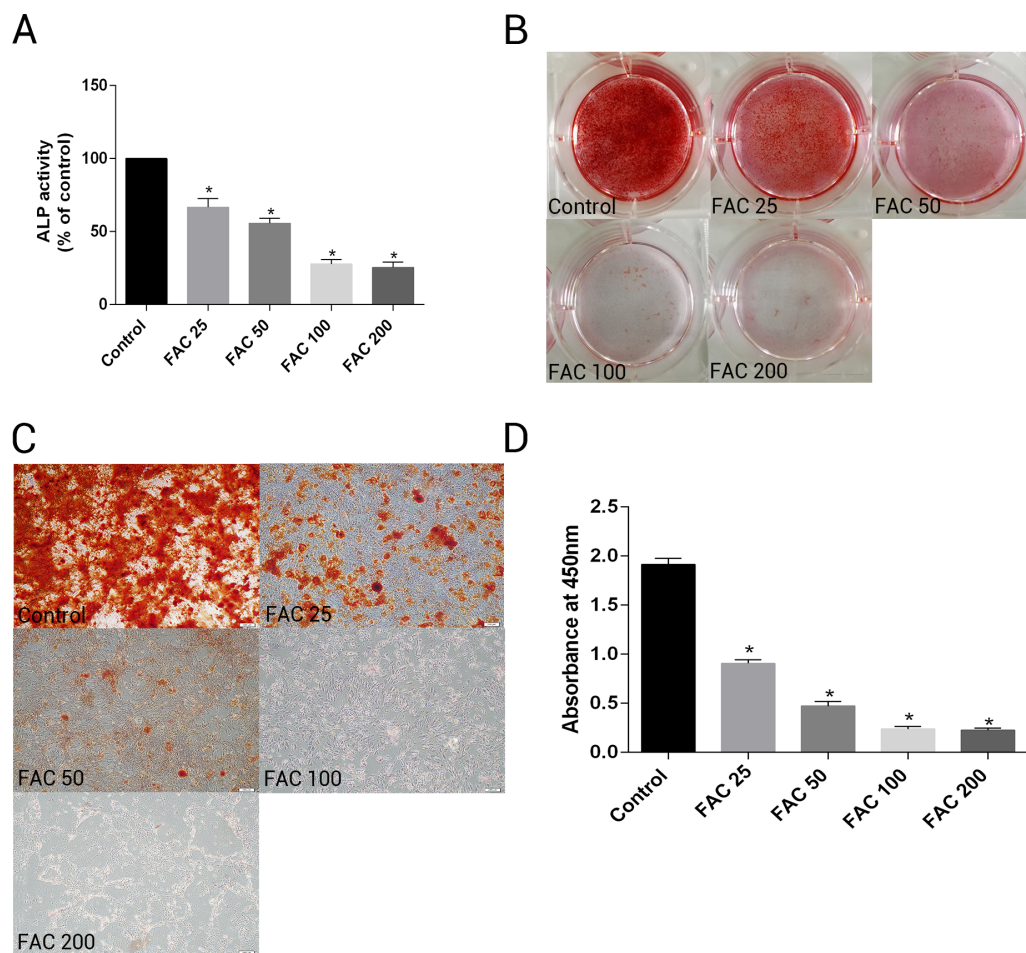 A
150
100
50
0
ALP activity
(% of control)
*
*
*
*
Control
FAC 25
FAC 50
FAC 100
FAC 200
B
Control
FAC 25
FAC 50
FAC 100
FAC 200
C
Control
FAC 25
FAC 50
FAC 100
FAC 200
D
2.5
2.0
1.5
1.0
0.5
0.0
Absorbance at 450nm
*
*
*
*
Control
FAC 25
FAC 50
FAC 100
FAC 200